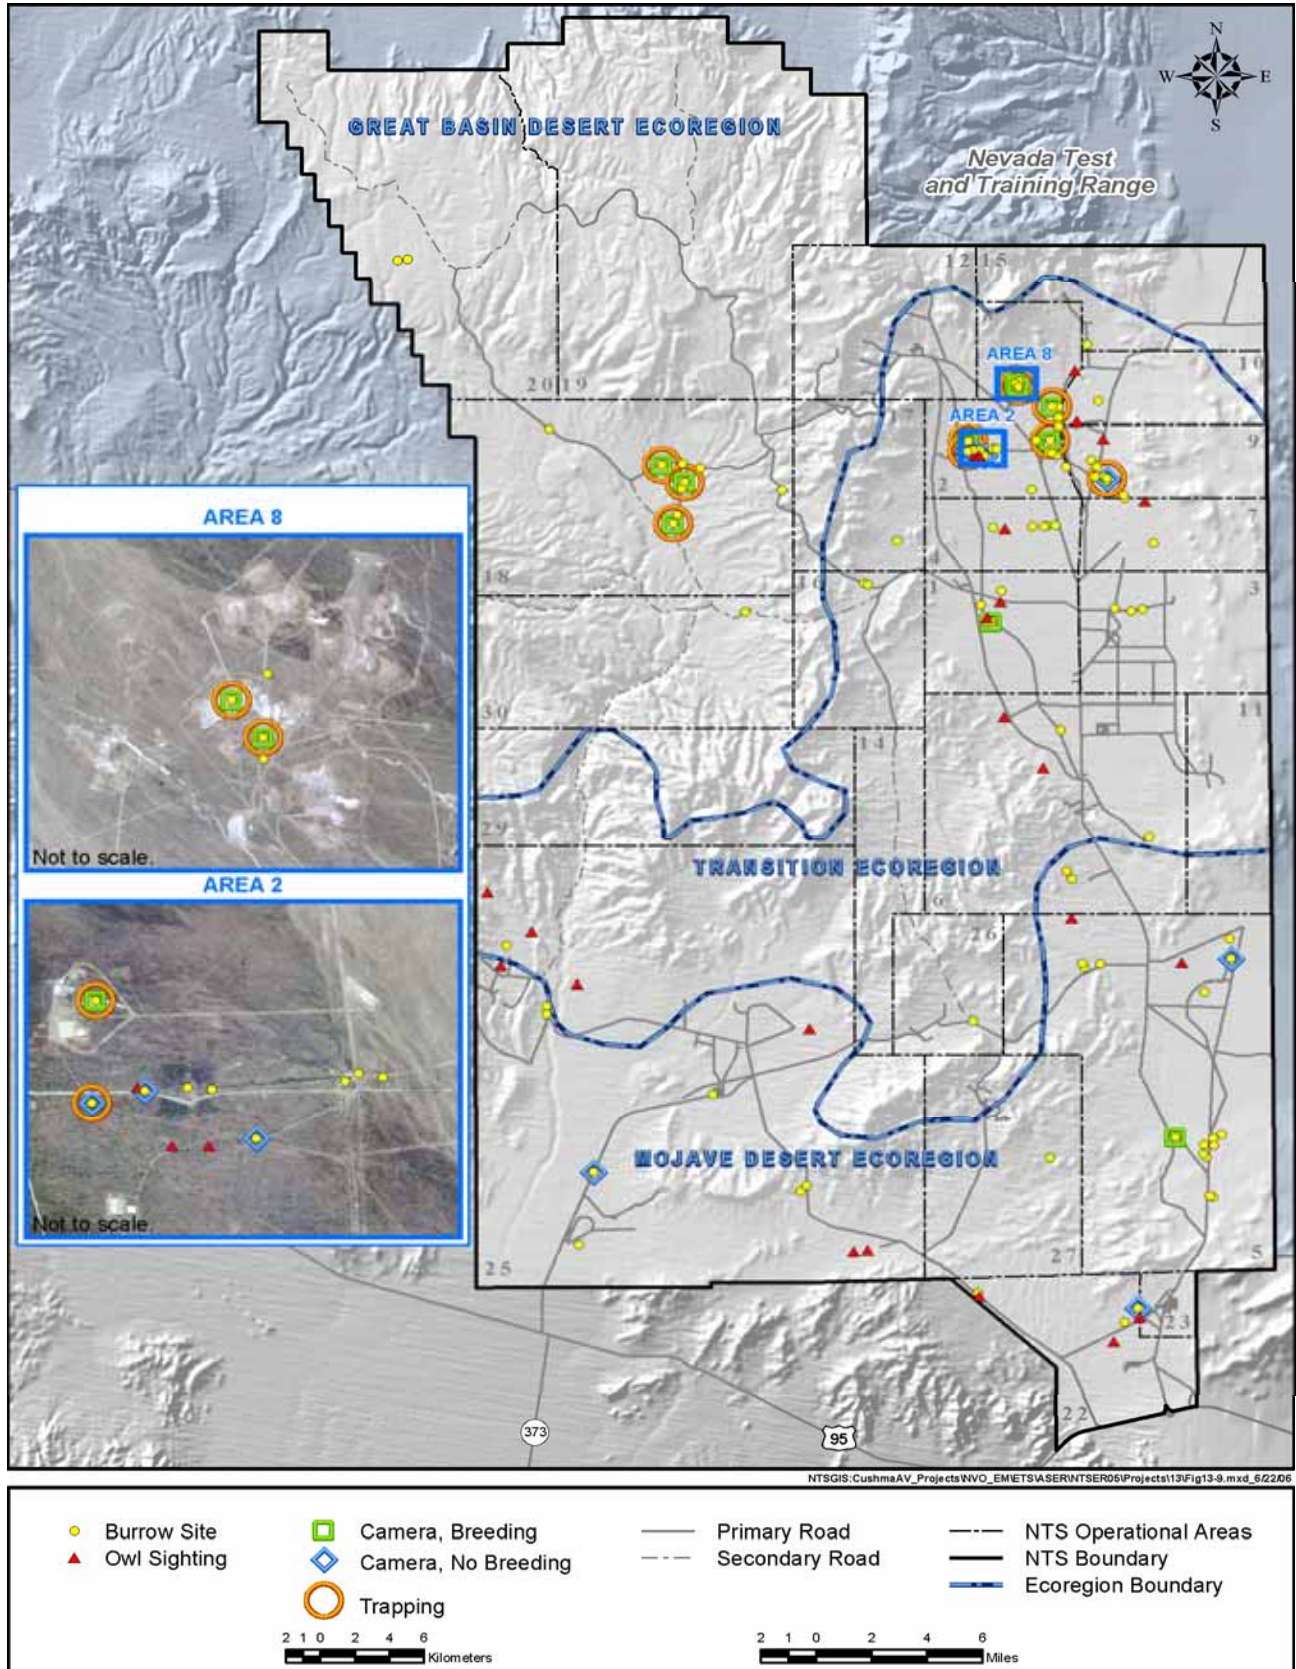 N
W E
S
GREAT BASIN DESERT ECOREGION
Nevada Test
and Training Range
12 15
AREA 8
10
20 19
AREA 2
9
2
7
18
4
16
1
3
30
11
14
29
TRANSITION ECOREGION
6
26
MOJAVE DESERT ECOREGION
25
27
5
23
22
373
95
AREA 8
Not to scale.
AREA 2
Not to scale.
NTSGIS:CushmaAV_Projects\NVO_EM\ETS\ASER\NTSER05\Projects\13\Fig13-9.mxd_6/22/06
Burrow Site
Owl Sighting
Camera, Breeding
Camera, No Breeding
Trapping
Primary Road
Secondary Road
NTS Operational Areas
NTS Boundary
Ecoregion Boundary
2 1 0 2 4 6
Kilometers
2 1 0 2 4 6
Miles